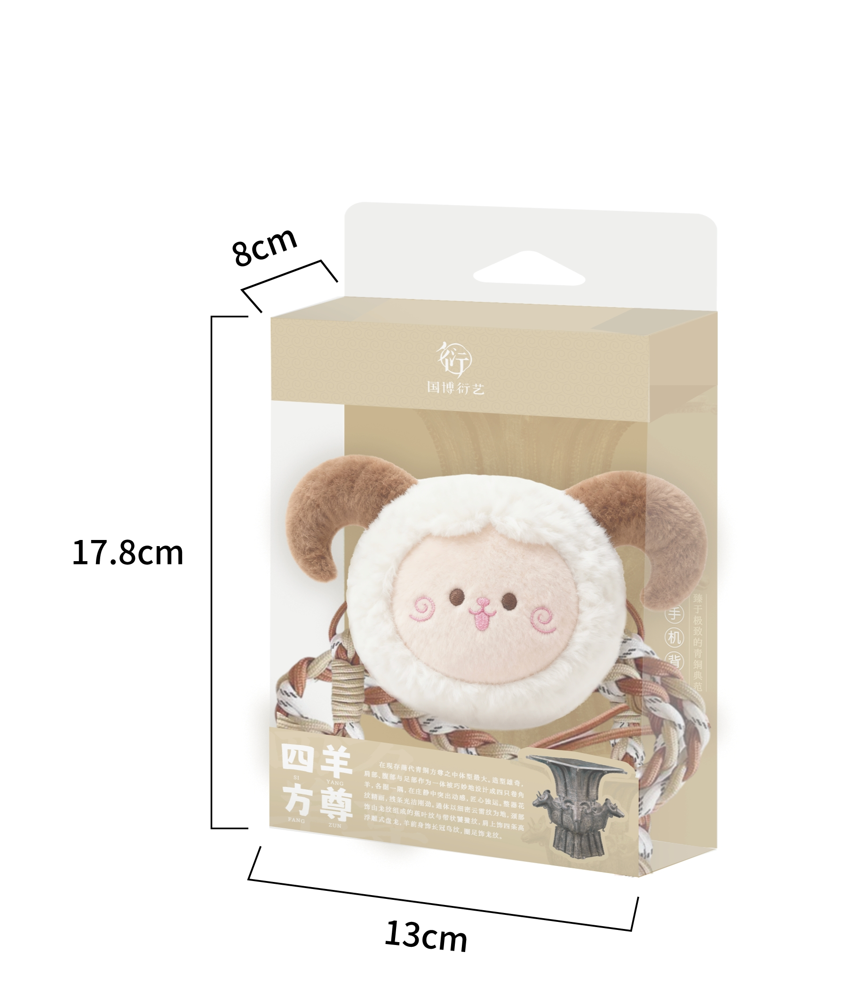 8cm
衍
国博衍艺
17.8cm
手机背
臻于极致的青铜典范
四羊
SI YANG
方尊
FANG ZUN
在现存商代青铜方尊之中体型最大。造型雄奇，
肩部、腹部与足部作为一体被巧妙地设计成四只卷角
羊，各据一隅，在庄静中突出动感，匠心独运。整器花
纹精画，线条光洁刚劲。通体以细密云雷纹为地，颈部
饰由龙纹组成的蕉叶纹与带状饕餮纹，肩上饰四条高
浮雕式盘龙，羊前身饰长冠鸟纹，圈足饰龙纹。
13cm